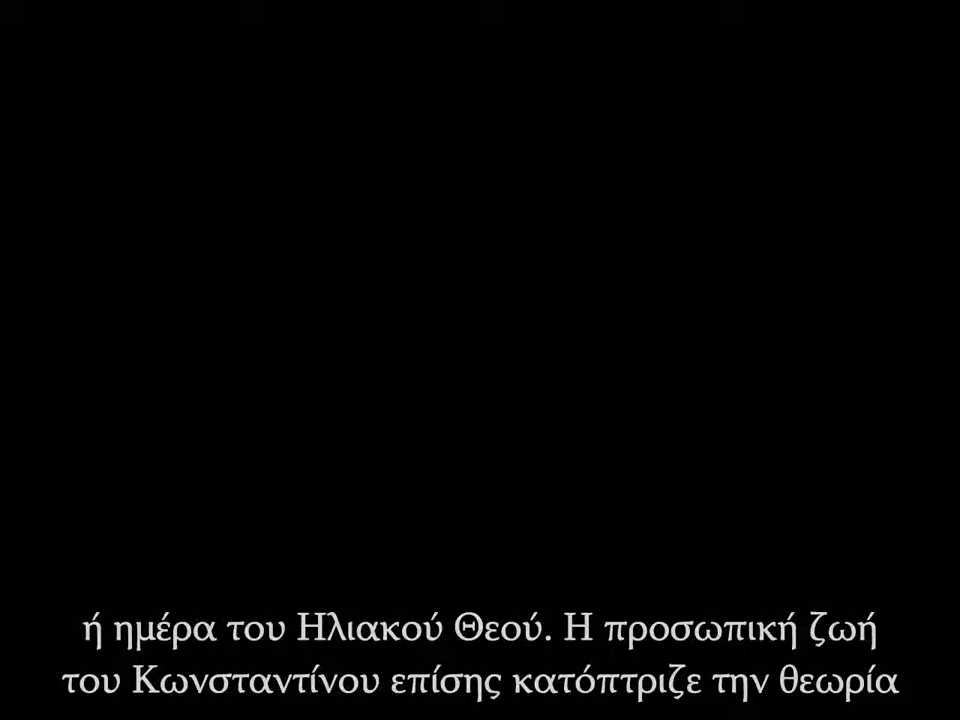 ή ημέρα του Ηλιακού Θεού. Η προσωπική ζωή
του Κωνσταντίνου επίσης κατόπτριζε την θεωρία